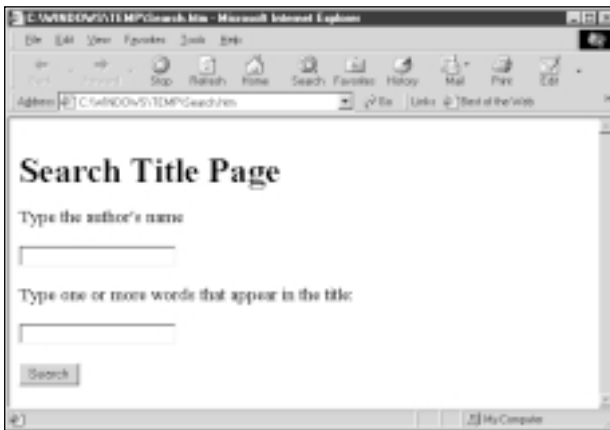 C:\WINDOWS\TEMP\Search.htm - Microsoft Internet Explorer
File Edit View Favorites Tools Help
Back Forward Stop Refresh Home Search Favorites History Mail Print Edit
Address C:\WINDOWS\TEMP\Search.htm Go Links Best of the Web
Search Title Page
Type the author's name
Type one or more words that appear in the title:
Search
My Computer